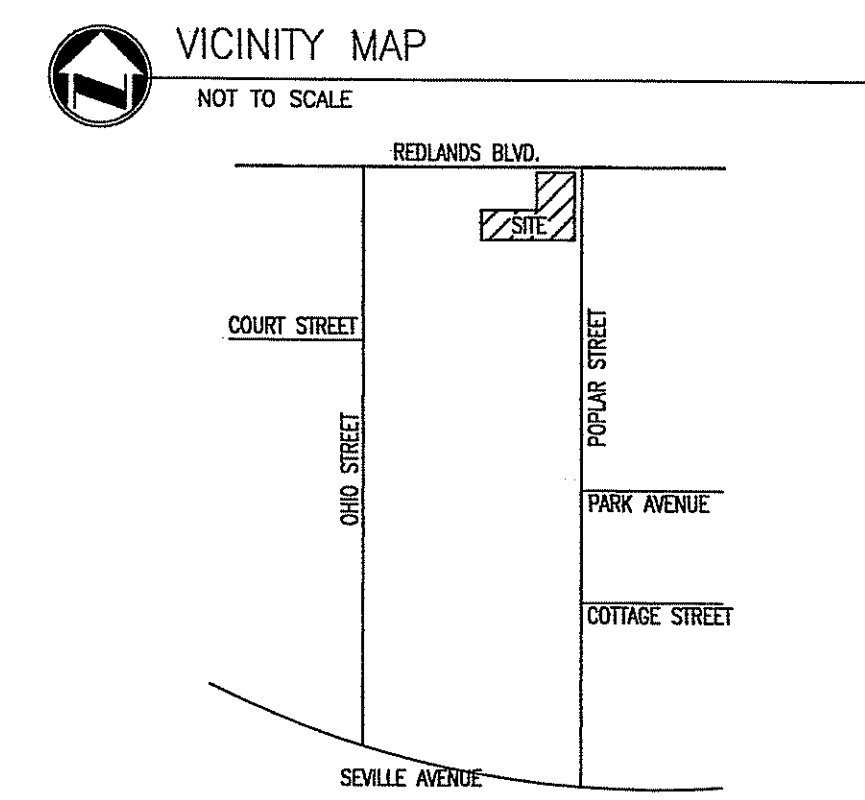 VICINITY MAP
NOT TO SCALE
REDLANDS BLVD.
SITE
COURT STREET
POPLAR STREET
OHIO STREET
PARK AVENUE
COTTAGE STREET
SEVILLE AVENUE